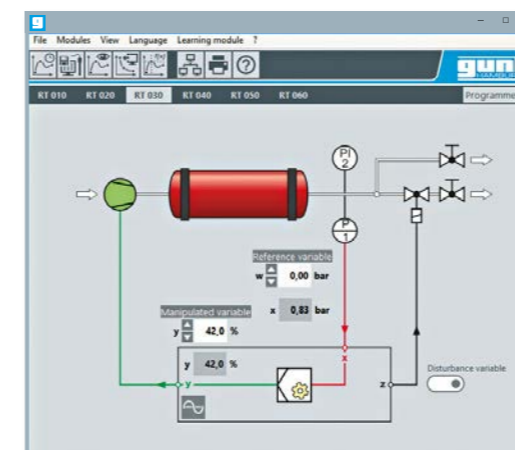 g
File Modules View Language Learning module ?
gun
HAMBURG
RT 010 RT 020 RT 030 RT 040 RT 050 RT 060 Programme
PI
2
P
1
Reference variable
w 0,00 bar
x 0,83 bar
Manipulated variable
y 42,0 %
y 42,0 %
x
y
z
Disturbance variable